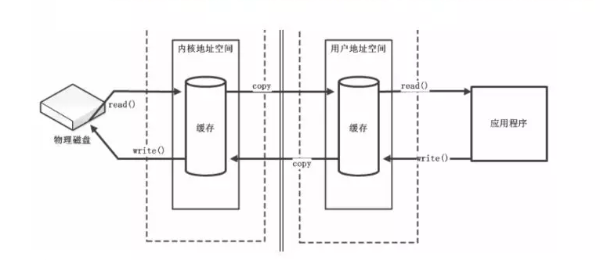 内核地址空间
用户地址空间
read()
copy
read()
物理磁盘
缓存
缓存
应用程序
write()
copy
write()